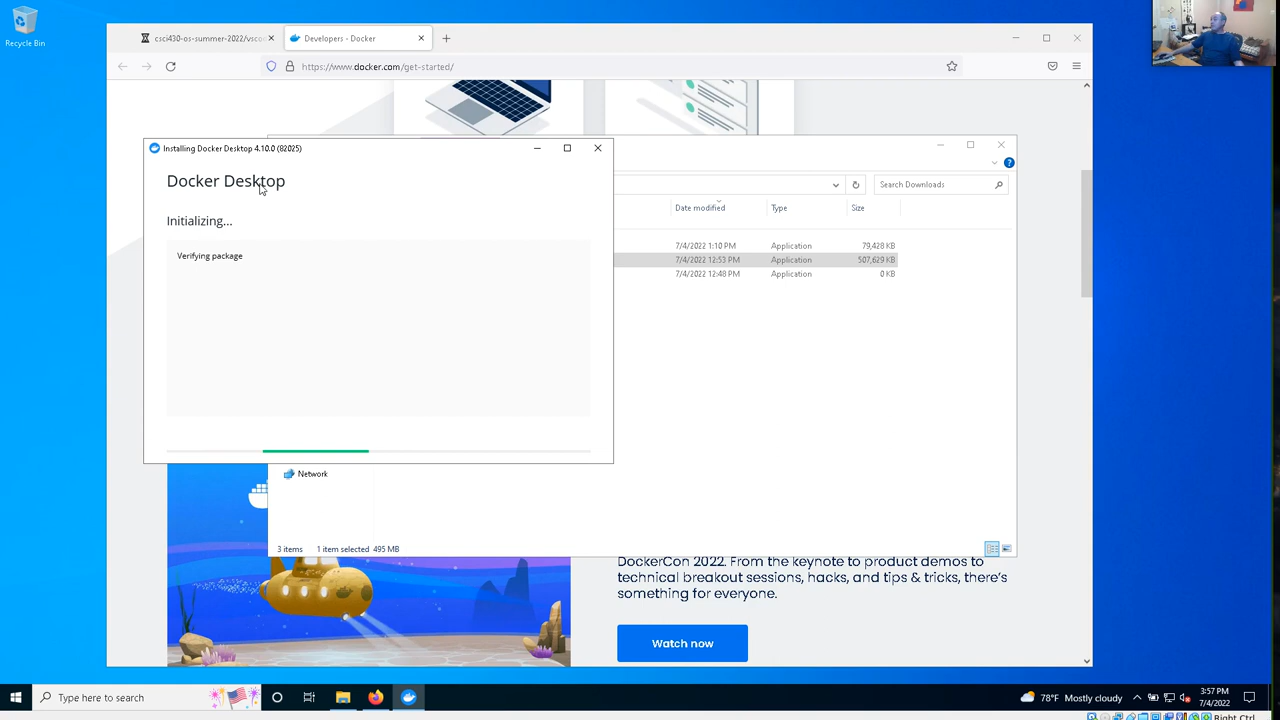 Recycle Bin
csci430-os-summer-2022/vsco
Developers - Docker
https://www.docker.com/get-started/
Installing Docker Desktop 4.10.0 (82025)
Docker Desktop
Initializing...
Verifying package
Search Downloads
Date modified
Type
Size
7/4/2022 1:10 PM
Application
79,428 KB
7/4/2022 12:53 PM
Application
507,629 KB
7/4/2022 12:48 PM
Application
0 KB
Network
3 items
1 item selected
495 MB
DockerCon 2022. From the keynote to product demos to
technical breakout sessions, hacks, and tips & tricks, there's
something for everyone.
Watch now
Type here to search
78°F Mostly cloudy
3:57 PM
7/4/2022
Right Ctrl